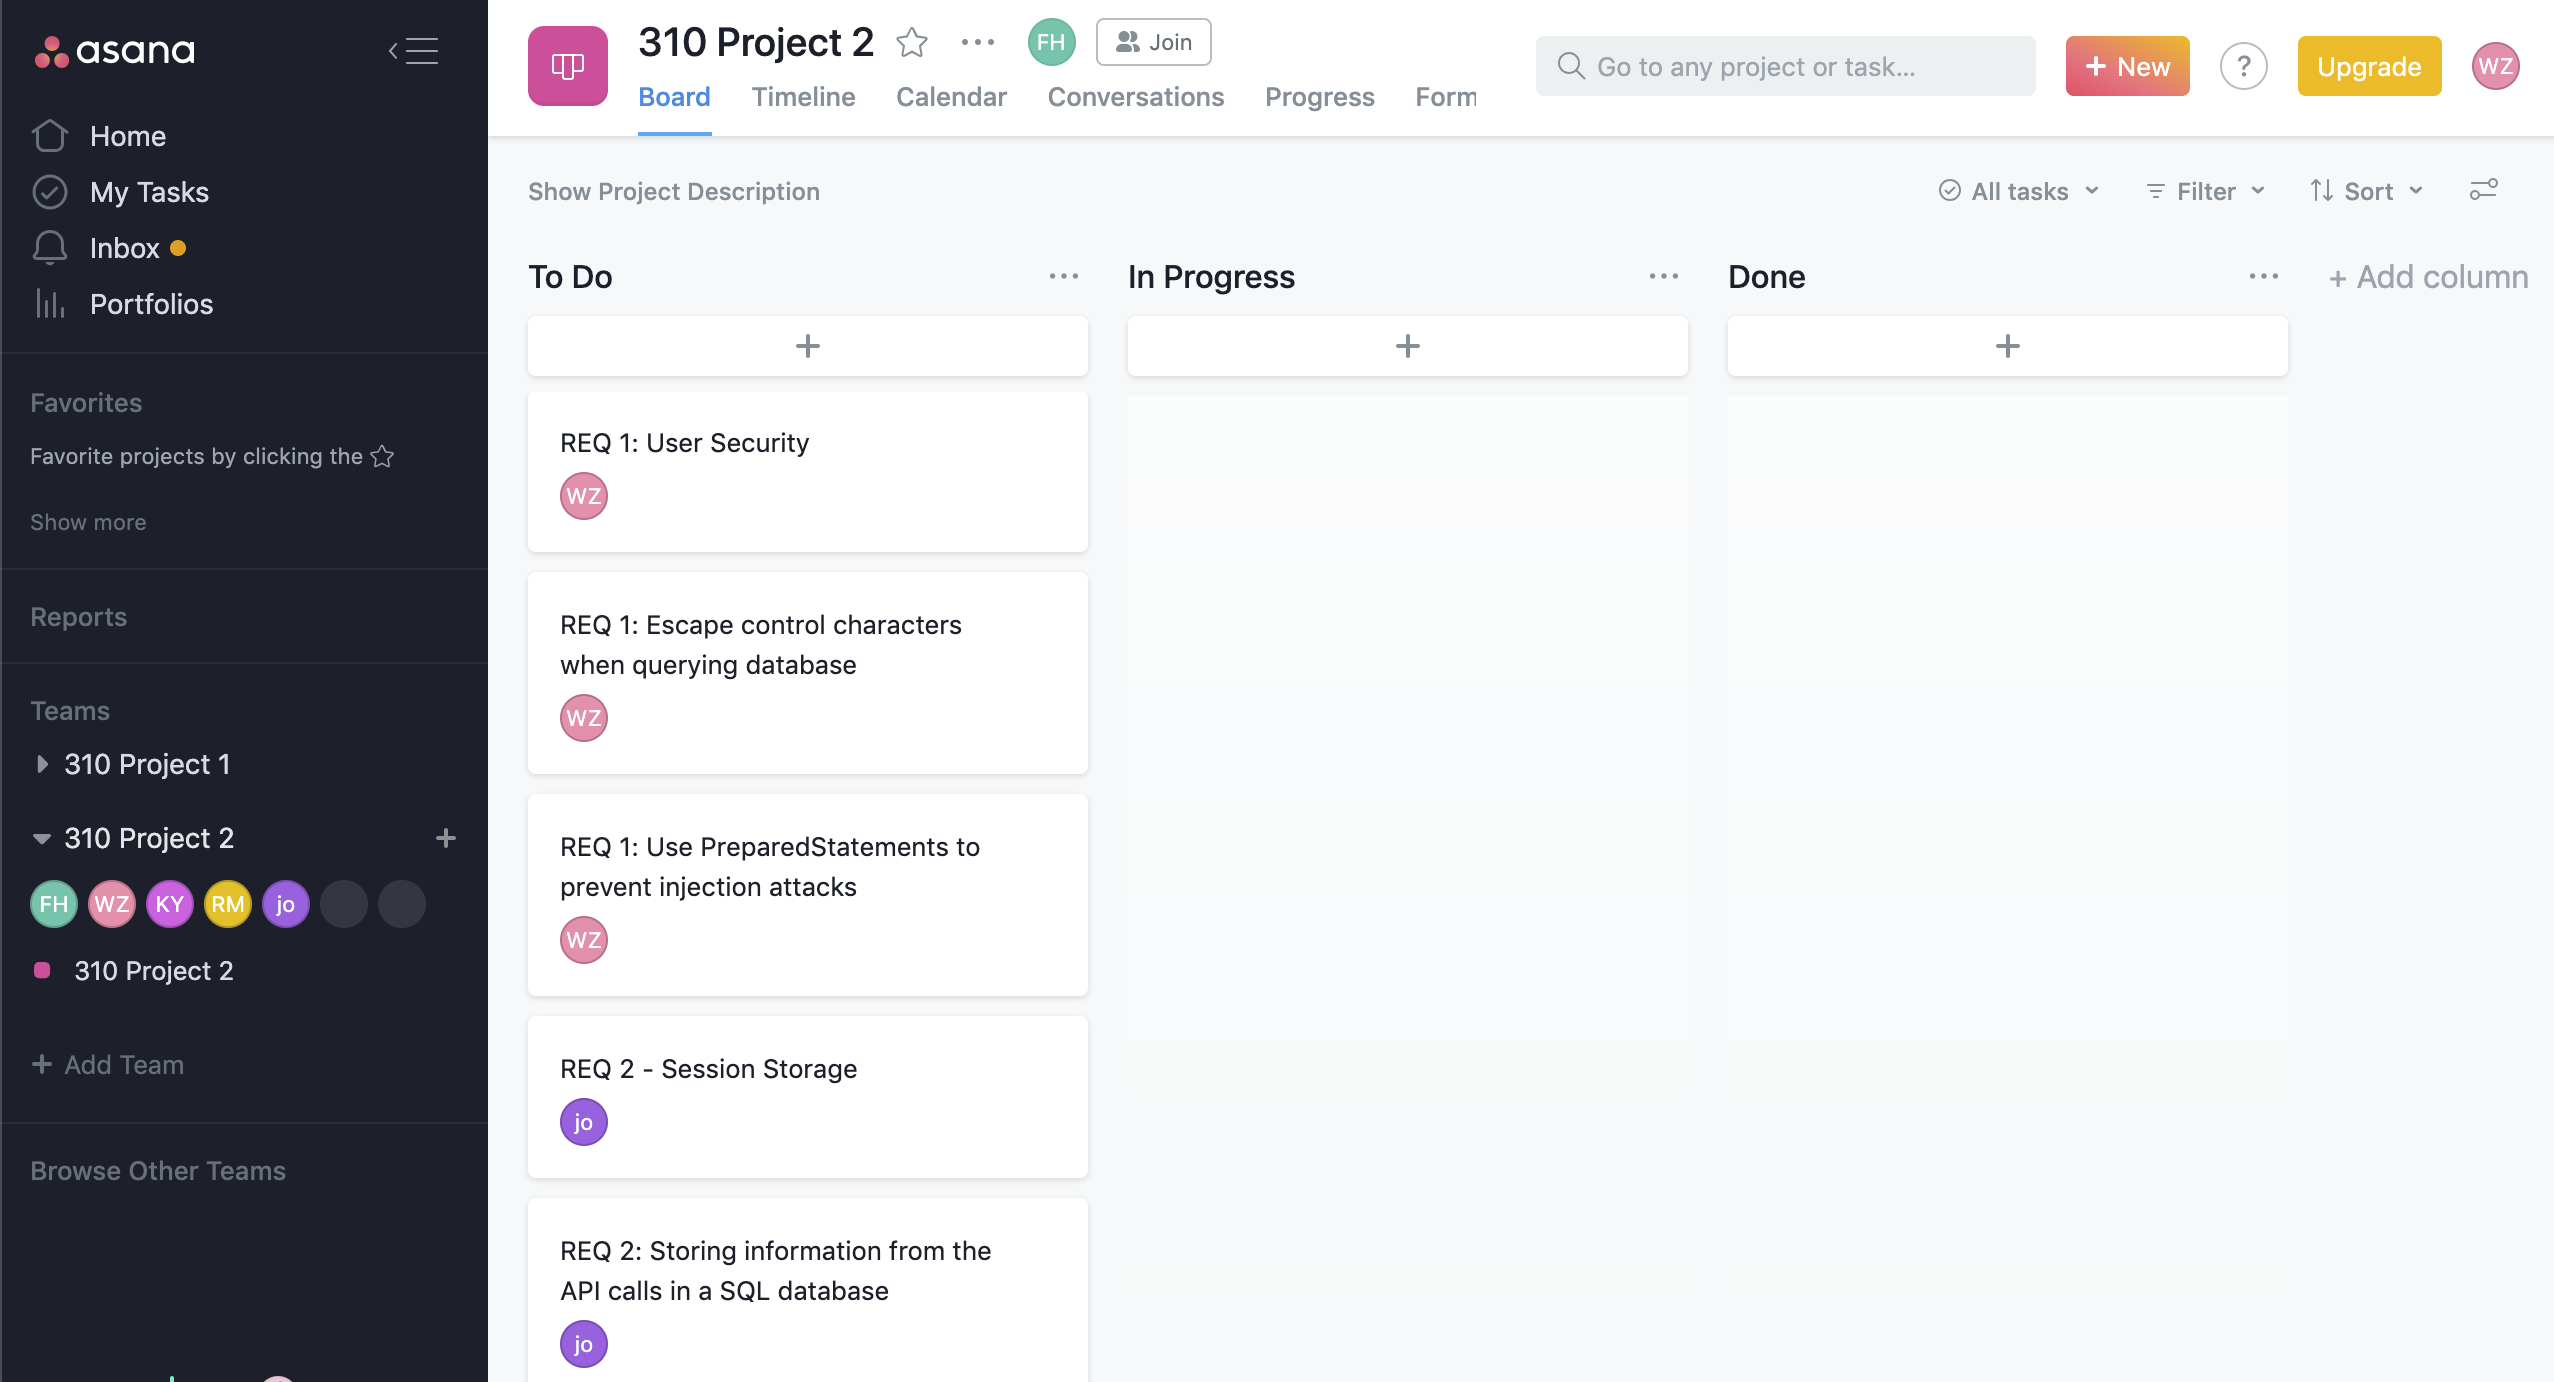 asana
Home
My Tasks
Inbox
Portfolios
Favorites
Favorite projects by clicking the
Show more
Reports
Teams
310 Project 1
310 Project 2
FH WZ KY RM jo
310 Project 2
+ Add Team
Browse Other Teams
310 Project 2
FH
Join
Board Timeline Calendar Conversations Progress Form
Go to any project or task...
+ New
?
Upgrade
WZ
Show Project Description
All tasks
Filter
Sort
To Do
+
REQ 1: User Security
WZ
REQ 1: Escape control characters
when querying database
WZ
REQ 1: Use PreparedStatements to
prevent injection attacks
WZ
REQ 2 - Session Storage
jo
REQ 2: Storing information from the
API calls in a SQL database
jo
In Progress
+
Done
+
+ Add column